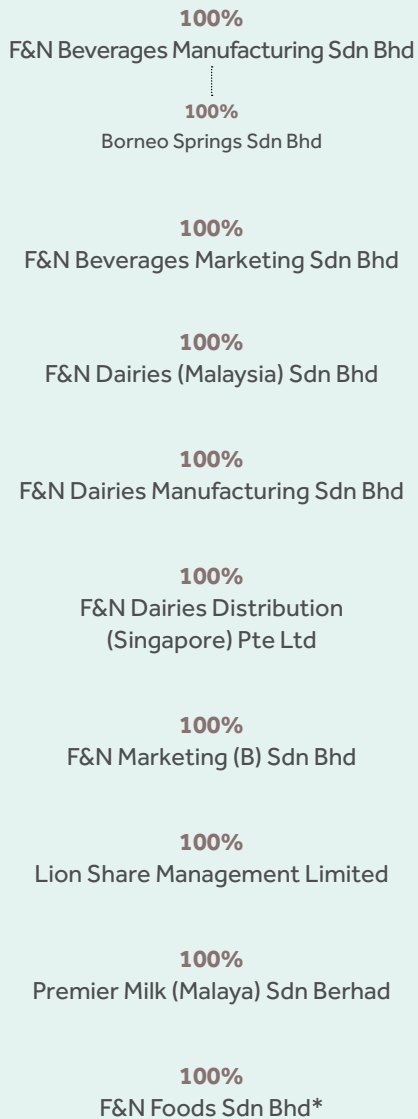 100%
F&N Beverages Manufacturing Sdn Bhd
100%
Borneo Springs Sdn Bhd
100%
F&N Beverages Marketing Sdn Bhd
100%
F&N Dairies (Malaysia) Sdn Bhd
100%
F&N Dairies Manufacturing Sdn Bhd
100%
F&N Dairies Distribution
(Singapore) Pte Ltd
100%
F&N Marketing (B) Sdn Bhd
100%
Lion Share Management Limited
100%
Premier Milk (Malaya) Sdn Berhad
100%
F&N Foods Sdn Bhd*